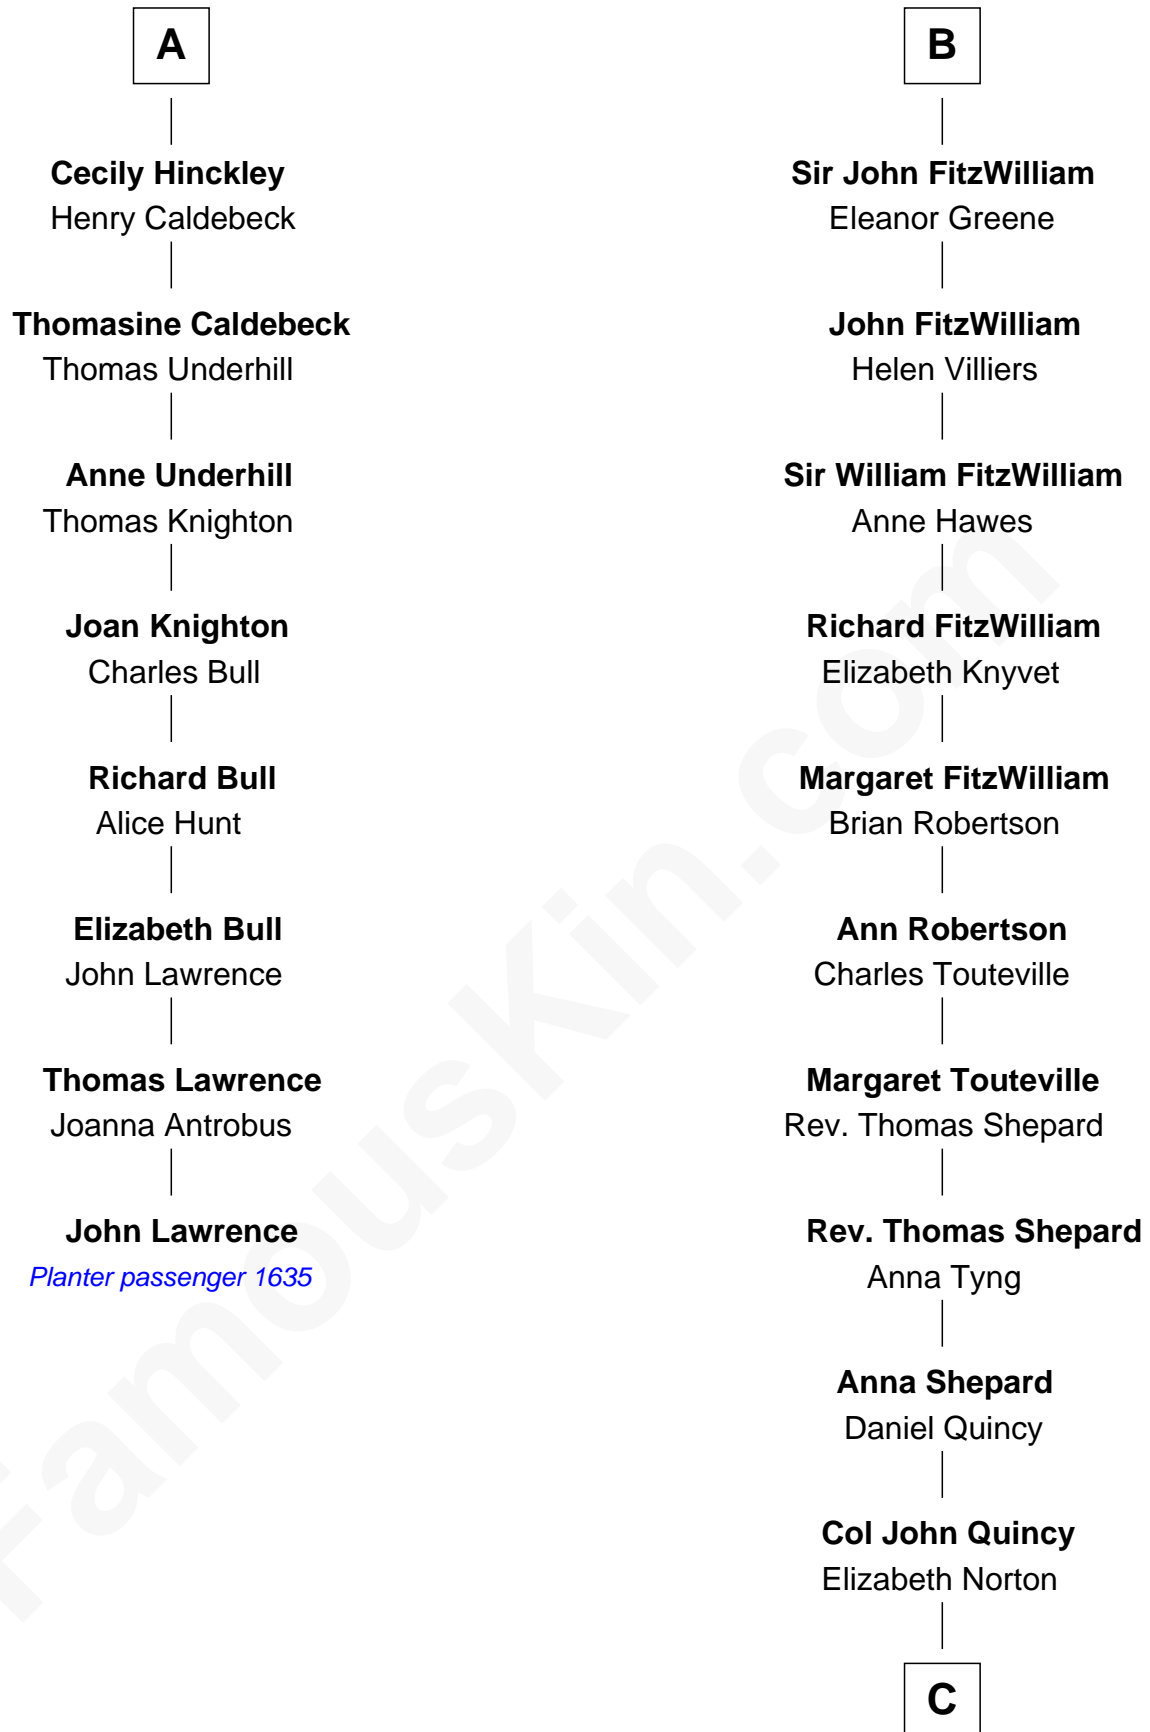 A
Cecily Hinckley
Henry Caldebeck
Thomasine Caldebeck
Thomas Underhill
Anne Underhill
Thomas Knighton
Joan Knighton
Charles Bull
Richard Bull
Alice Hunt
Elizabeth Bull
John Lawrence
Thomas Lawrence
Joanna Antrobus
John Lawrence
Planter passenger 1635
B
Sir John FitzWilliam
Eleanor Greene
John FitzWilliam
Helen Villiers
Sir William FitzWilliam
Anne Hawes
Richard FitzWilliam
Elizabeth Knyvet
Margaret FitzWilliam
Brian Robertson
Ann Robertson
Charles Touteville
Margaret Touteville
Rev. Thomas Shepard
Rev. Thomas Shepard
Anna Tyng
Anna Shepard
Daniel Quincy
Col John Quincy
Elizabeth Norton
C
FamousKin.com